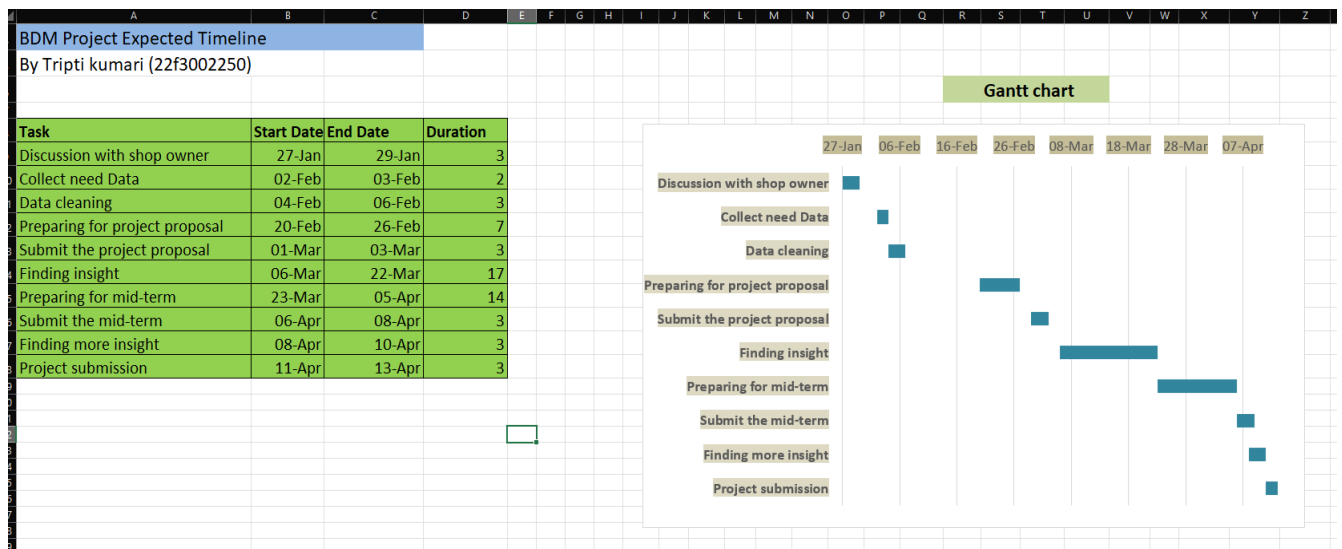 A B C D E F G H I J K L M N O P Q R S T U V W X Y Z
BDM Project Expected Timeline
By Tripti kumari (22f3002250)
Gantt chart
Task Start Date End Date Duration
Discussion with shop owner 27-Jan 29-Jan 3
Collect need Data 02-Feb 03-Feb 2
Data cleaning 04-Feb 06-Feb 3
Preparing for project proposal 20-Feb 26-Feb 7
Submit the project proposal 01-Mar 03-Mar 3
Finding insight 06-Mar 22-Mar 17
Preparing for mid-term 23-Mar 05-Apr 14
Submit the mid-term 06-Apr 08-Apr 3
Finding more insight 08-Apr 10-Apr 3
Project submission 11-Apr 13-Apr 3
27-Jan 06-Feb 16-Feb 26-Feb 08-Mar 18-Mar 28-Mar 07-Apr
Discussion with shop owner
Collect need Data
Data cleaning
Preparing for project proposal
Submit the project proposal
Finding insight
Preparing for mid-term
Submit the mid-term
Finding more insight
Project submission